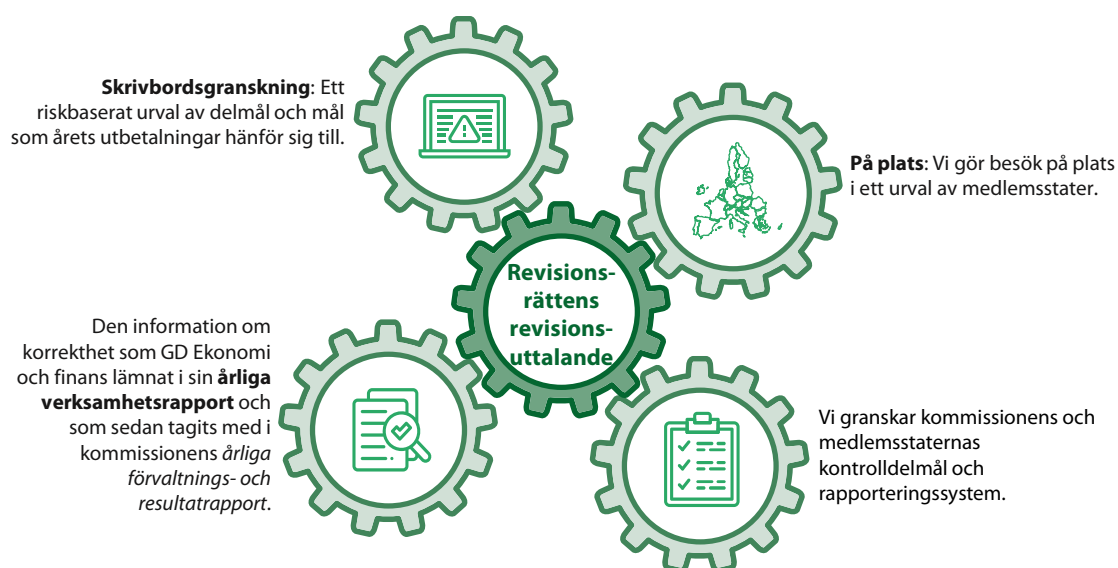 Skrivbordsgranskning: Ett
riskbaserat urval av delmål och mål
som årets utbetalningar hänför sig till.
På plats: Vi gör besök på plats
i ett urval av medlemsstater.
Revisions-
rättens
revisions-
uttalande
Den information om
korrekthet som GD Ekonomi
och finans lämnat i sin årliga
verksamhetsrapport och
som sedan tagits med i
kommissionens årliga
förvaltnings- och
resultatrapport.
Vi granskar kommissionens och
medlemsstaternas
kontrolldelmål och
rapporteringssystem.